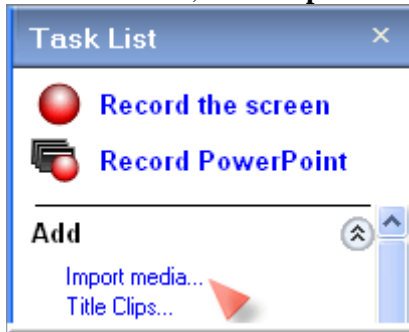 Task List
Record the screen
Record PowerPoint
Add
Import media...
Title Clips...